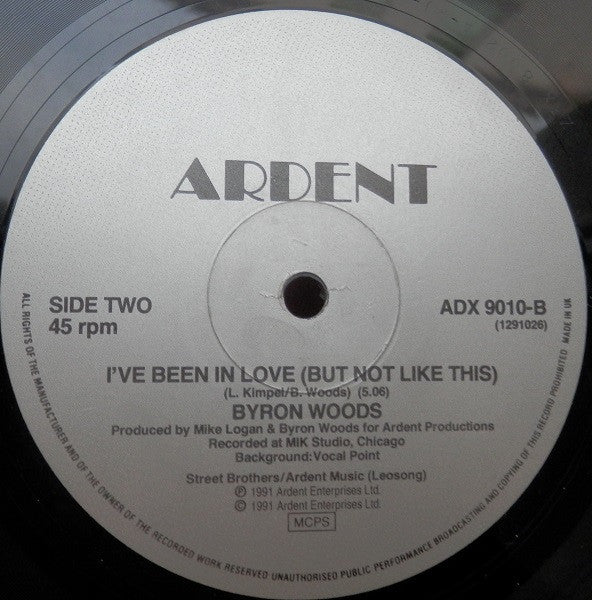 ARDENT
SIDE TWO
45 rpm
ADX 9010-B
(1291026)
I'VE BEEN IN LOVE (BUT NOT LIKE THIS)
(L. Kimpel/B. Woods) (5.06)
BYRON WOODS
Produced by Mike Logan & Byron Woods for Ardent Productions
Recorded at MIK Studio, Chicago
Background:Vocal Point
Street Brothers/Ardent Music (Leosong)
℗ 1991 Ardent Enterprises Ltd.
© 1991 Ardent Enterprises Ltd.
MCPS
ALL RIGHTS OF THE MANUFACTURER AND OF THE OWNER OF THE RECORDED WORK RESERVED UNAUTHORISED PUBLIC PERFORMANCE BROADCASTING AND COPYING OF THIS RECORD PROHIBITED MADE IN UK